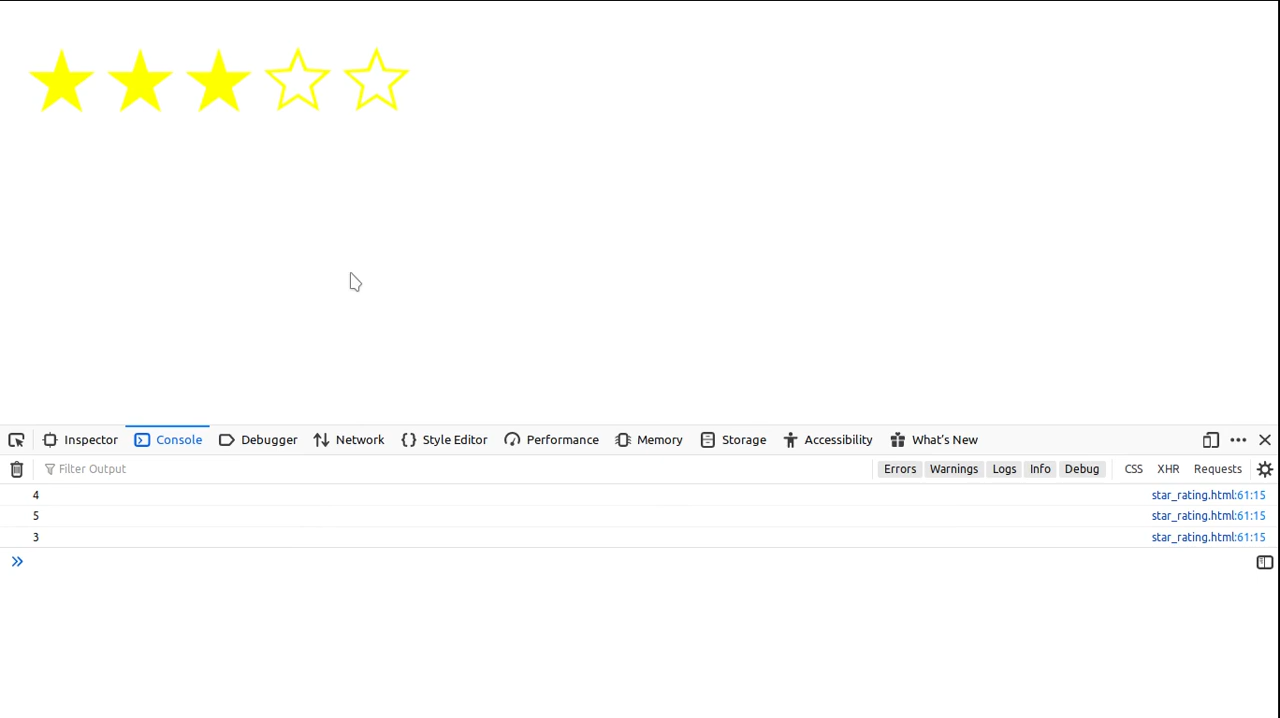 Inspector Console Debugger Network Style Editor Performance Memory Storage Accessibility What's New
Filter Output Errors Warnings Logs Info Debug CSS XHR Requests
4 star_rating.html:61:15
5 star_rating.html:61:15
3 star_rating.html:61:15